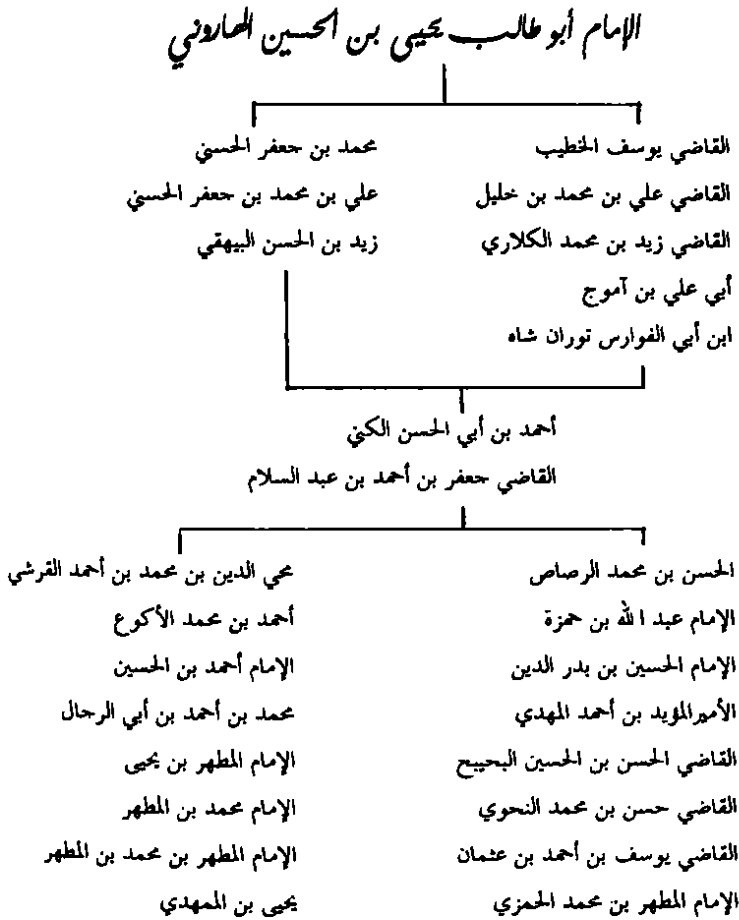 الإمام أبو طالب يحيى بن الحسين الهاروني
القاضي يوسف الخطيب
القاضي علي بن محمد بن خليل
القاضي زيد بن محمد الكلاري
أبي علي بن آموج
ابن أبي الفوارس توران شاه
محمد بن جعفر الحسني
علي بن محمد بن جعفر الحسني
زيد بن الحسن البيهقي
أحمد بن أبي الحسن الكني
القاضي جعفر بن أحمد بن عبد السلام
الحسن بن محمد الرصاص
الإمام عبد الله بن حمزة
الإمام الحسين بن بدر الدين
الأمير المؤيد بن أحمد المهدي
القاضي الحسن بن الحسين البحيبح
القاضي حسن بن محمد النحوي
القاضي يوسف بن أحمد بن عثمان
الإمام المطهر بن محمد الحمزي
محي الدين بن محمد بن أحمد القرشي
أحمد بن محمد الأكوع
الإمام أحمد بن الحسين
محمد بن أحمد بن أبي الرحال
الإمام المطهر بن يحيى
الإمام محمد بن المطهر
الإمام المطهر بن محمد بن المطهر
يحيى بن الممهدي